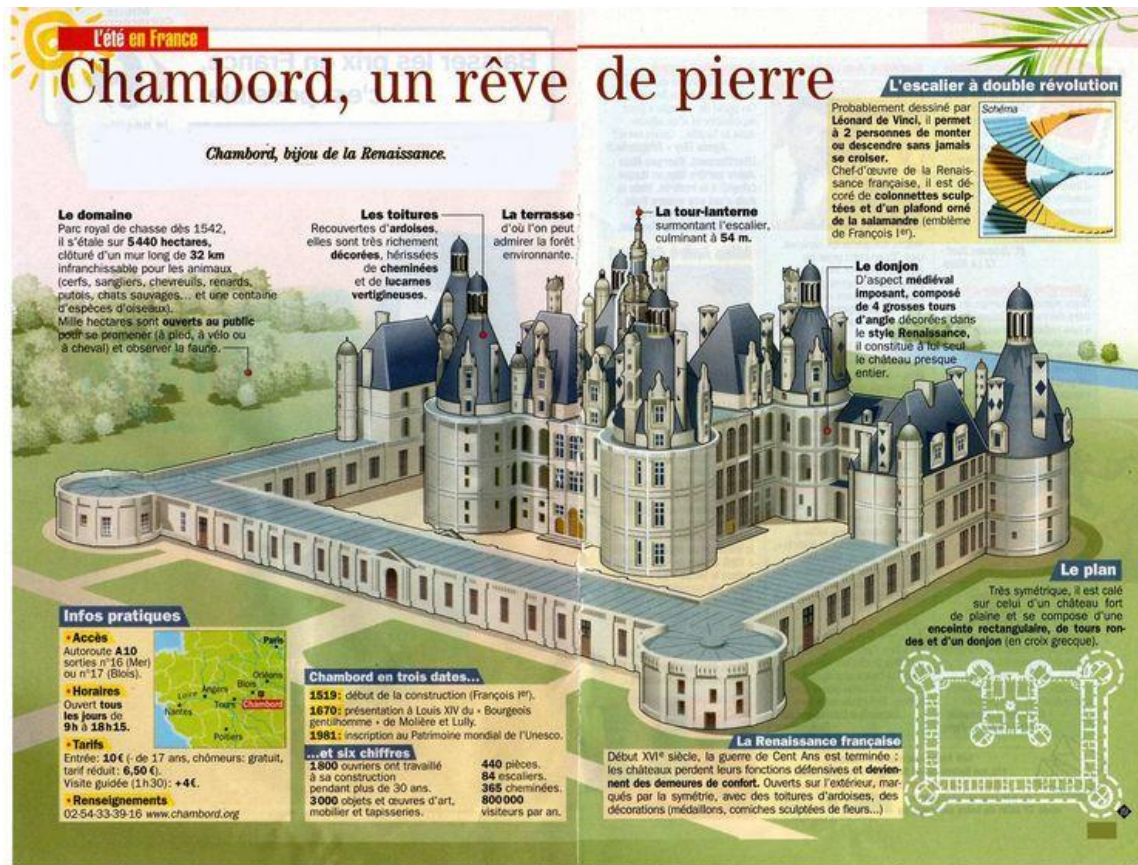 L'été en France
Chambord, un rêve de pierre
Chambord, bijou de la Renaissance.
L'escalier à double révolution
Probablement dessiné par
Léonard de Vinci, il permet
à 2 personnes de monter
ou descendre sans jamais
se croiser.
Chef-d'œuvre de la Renais-
sance française, il est dé-
coré de colonnettes sculp-
tées et d'un plafond orné
de la salamandre (emblème
de François Ier).
Schéma
Le domaine
Parc royal de chasse dès 1542,
il s'étale sur 5440 hectares,
clôturé d'un mur long de 32 km
infranchissable pour les animaux
(cerfs, sangliers, chevreuils, renards,
putois, chats sauvages... et une centaine
d'espèces d'oiseaux).
Mille hectares sont ouverts au public
pour se promener (à pied, à vélo ou
à cheval) et observer la faune.
Les toitures
Recouvertes d'ardoises,
elles sont très richement
décorées, hérissées
de cheminées
et de lucarnes
vertigineuses.
La terrasse
d'où l'on peut
admirer la forêt
environnante.
La tour-lanterne
surmontant l'escalier,
culminant à 54 m.
Le donjon
D'aspect médiéval
imposant, composé
de 4 grosses tours
d'angle décorées dans
le style Renaissance,
il constitue à lui seul
le château presque
entier.
Le plan
Très symétrique, il est calé
sur celui d'un château fort
de plaine et se compose d'une
enceinte rectangulaire, de tours ron-
des et d'un donjon (en croix grecque).
Infos pratiques
• Accès
Autoroute A10
sorties n°16 (Mer)
ou n°17 (Blois).
• Horaires
Ouvert tous
les jours de
9h à 18h15.
• Tarifs
Entrée: 10€ (- de 17 ans, chômeurs: gratuit,
tarif réduit: 6,50 €).
Visite guidée (1h30): +4€.
• Renseignements
02-54-33-39-16 www.chambord.org
Paris
Orléans
Blois
Loire
Angers
Tours
Chambord
Nantes
Poitiers
Chambord en trois dates...
1519: début de la construction (François Ier).
1670: présentation à Louis XIV du « Bourgeois
gentilhomme » de Molière et Lully.
1981: inscription au Patrimoine mondial de l'Unesco.
...et six chiffres
1800 ouvriers ont travaillé
à sa construction
pendant plus de 30 ans.
3000 objets et œuvres d'art,
mobilier et tapisseries.
440 pièces.
84 escaliers.
365 cheminées.
800000
visiteurs par an.
La Renaissance française
Début XVIe siècle, la guerre de Cent Ans est terminée :
les châteaux perdent leurs fonctions défensives et devien-
nent des demeures de confort. Ouverts sur l'extérieur, mar-
qués par la symétrie, avec des toitures d'ardoises, des
décorations (médaillons, corniches sculptées de fleurs...)